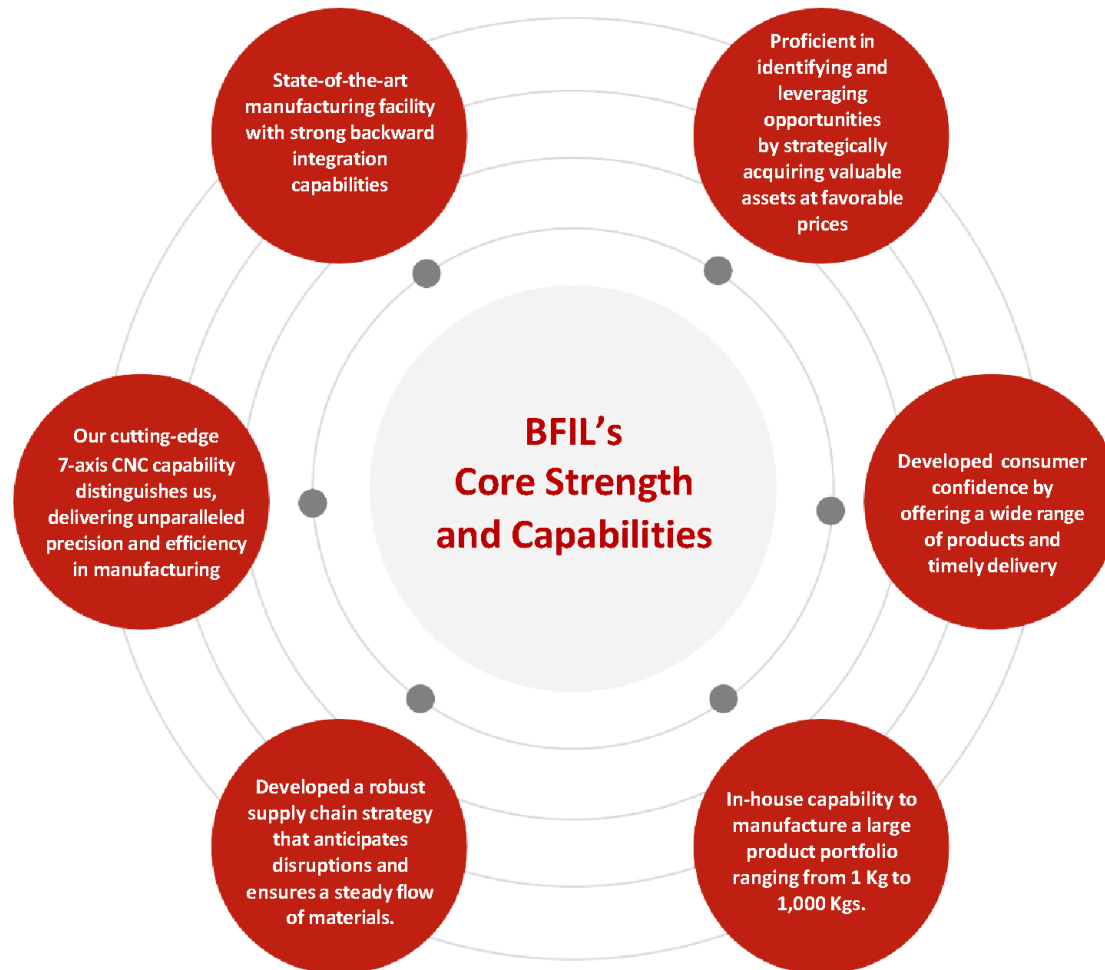 State-of-the-art
manufacturing facility
with strong backward
integration
capabilities
Proficient in
identifying and
leveraging
opportunities
by strategically
acquiring valuable
assets at favorable
prices
Our cutting-edge
7-axis CNC capability
distinguishes us,
delivering unparalleled
precision and efficiency
in manufacturing
BFIL’s
Core Strength
and Capabilities
Developed consumer
confidence by
offering a wide range
of products and
timely delivery
Developed a robust
supply chain strategy
that anticipates
disruptions and
ensures a steady flow
of materials.
In-house capability to
manufacture a large
product portfolio
ranging from 1 Kg to
1,000 Kgs.